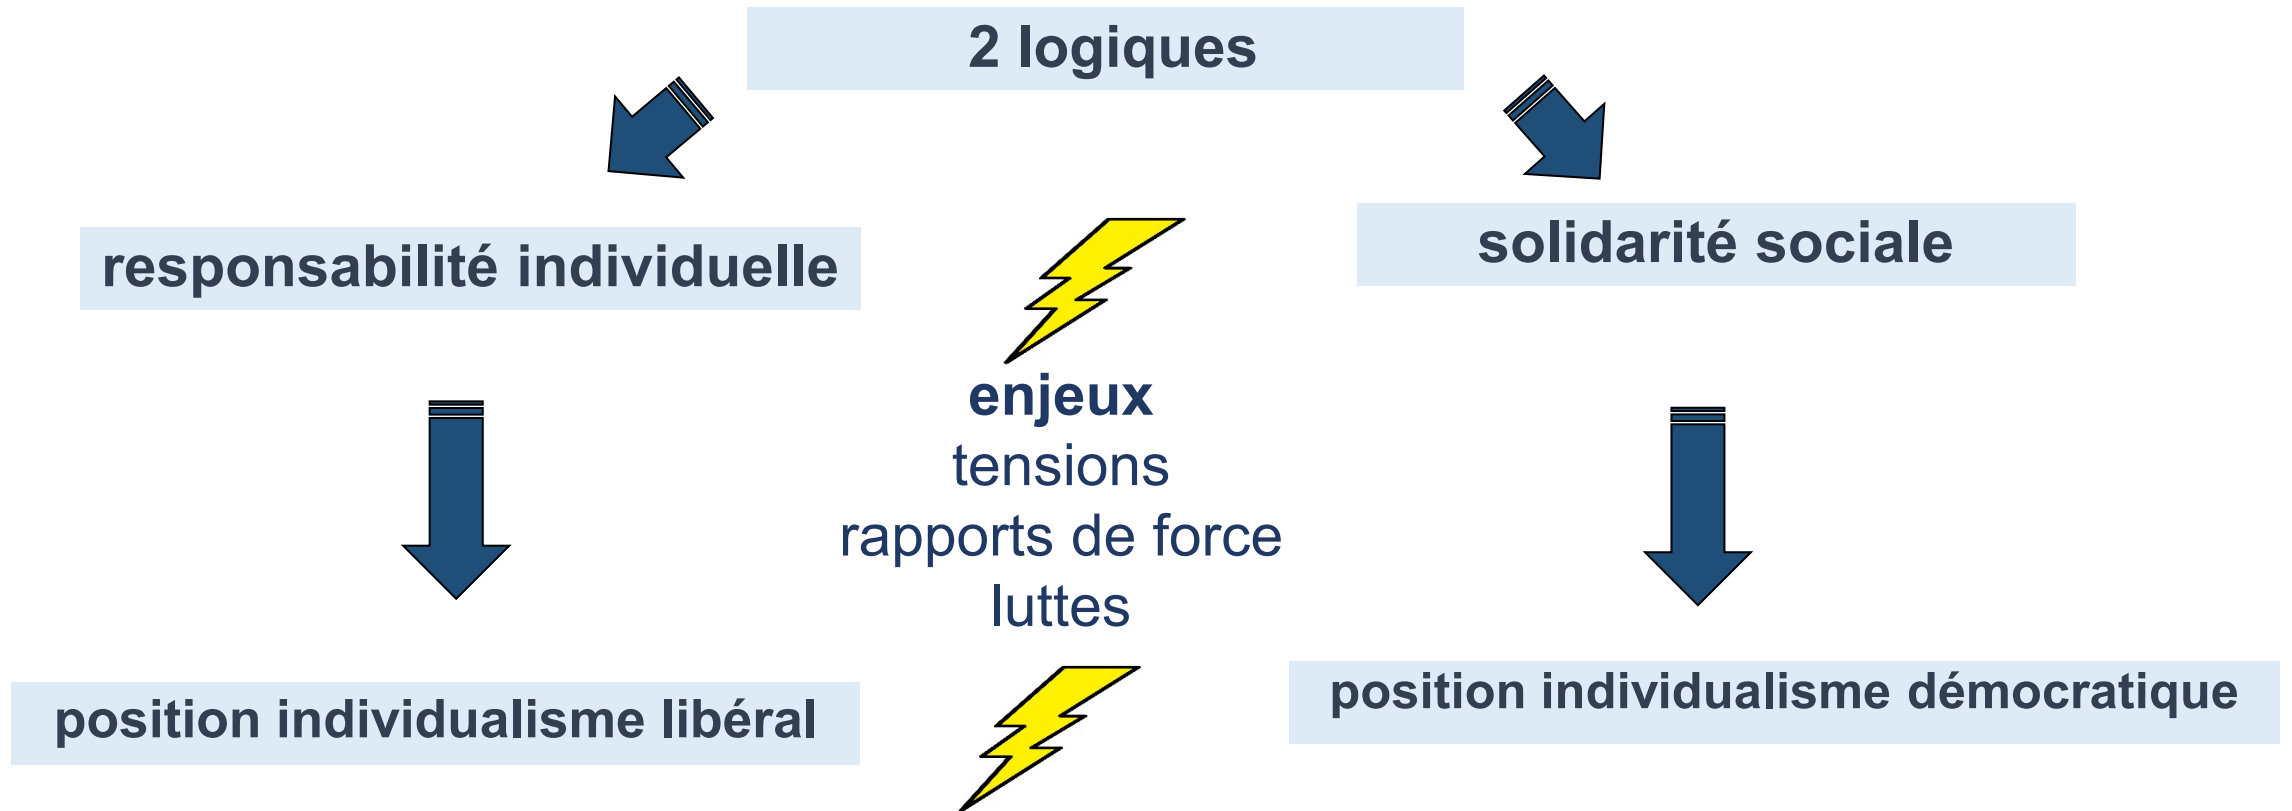 2 logiques
responsabilité individuelle
solidarité sociale
enjeux
tensions
rapports de force
luttes
position individualisme libéral
position individualisme démocratique